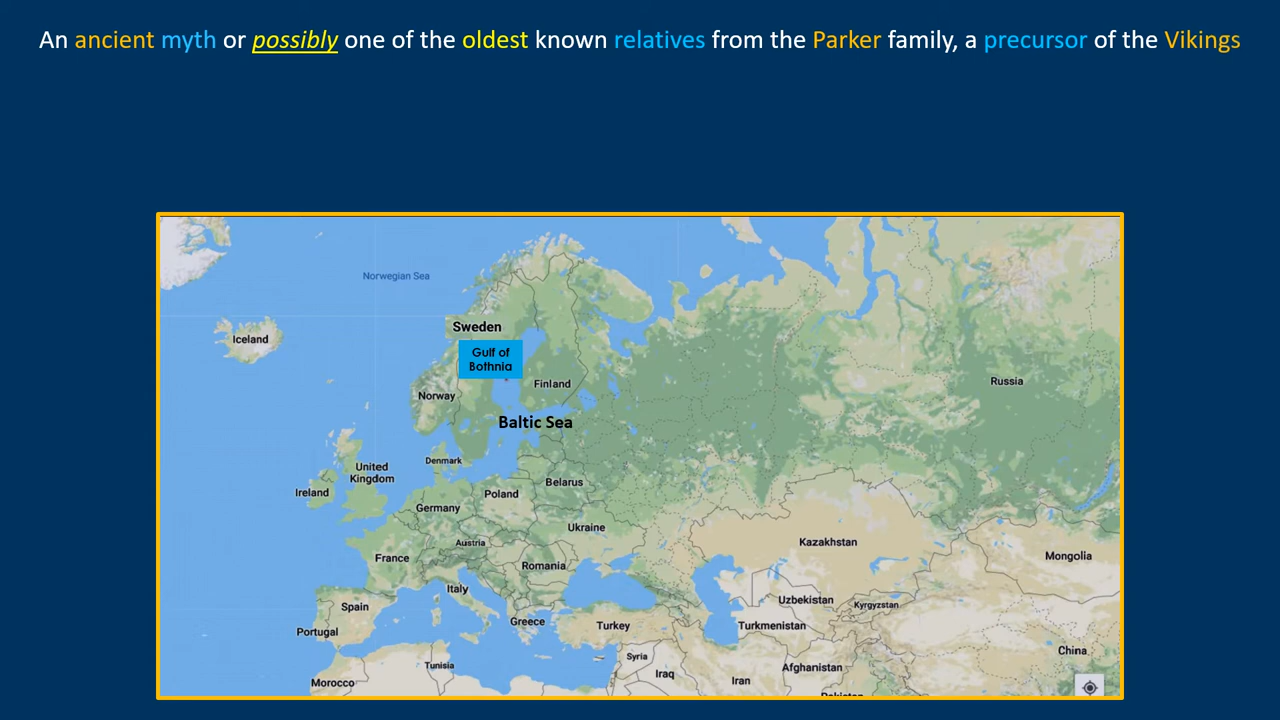 An ancient myth or possibly one of the oldest known relatives from the Parker family, a precursor of the Vikings
Norwegian Sea
Iceland
Sweden
Gulf of
Bothnia
Finland
Russia
Norway
Baltic Sea
Denmark
United
Kingdom
Ireland
Belarus
Poland
Germany
Ukraine
Austria
Kazakhstan
France
Romania
Mongolia
Italy
Uzbekistan
Kyrgyzstan
Spain
Greece
Turkey
Turkmenistan
Portugal
China
Syria
Tunisia
Afghanistan
Iraq
Iran
Morocco
Pakistan